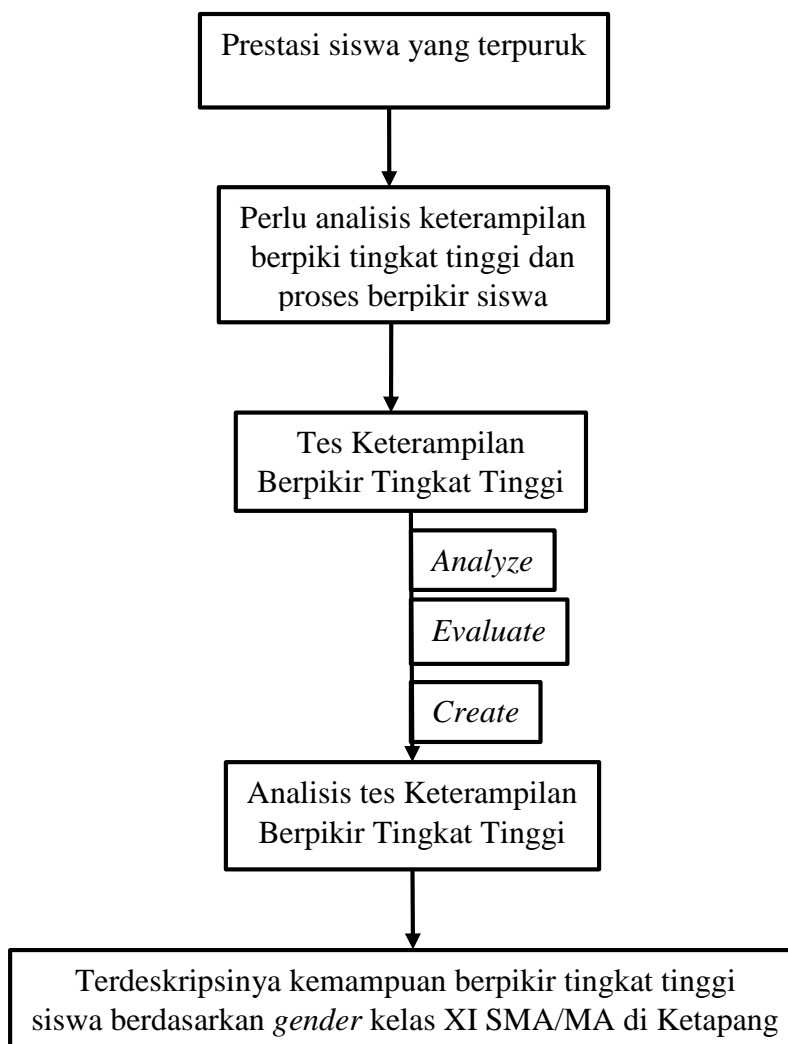 Prestasi siswa yang terpuruk
Perlu analisis keterampilan
berpiki tingkat tinggi dan
proses berpikir siswa
Tes Keterampilan
Berpikir Tingkat Tinggi
Analyze
Evaluate
Create
Analisis tes Keterampilan
Berpikir Tingkat Tinggi
Terdeskripsinya kemampuan berpikir tingkat tinggi
siswa berdasarkan gender kelas XI SMA/MA di Ketapang